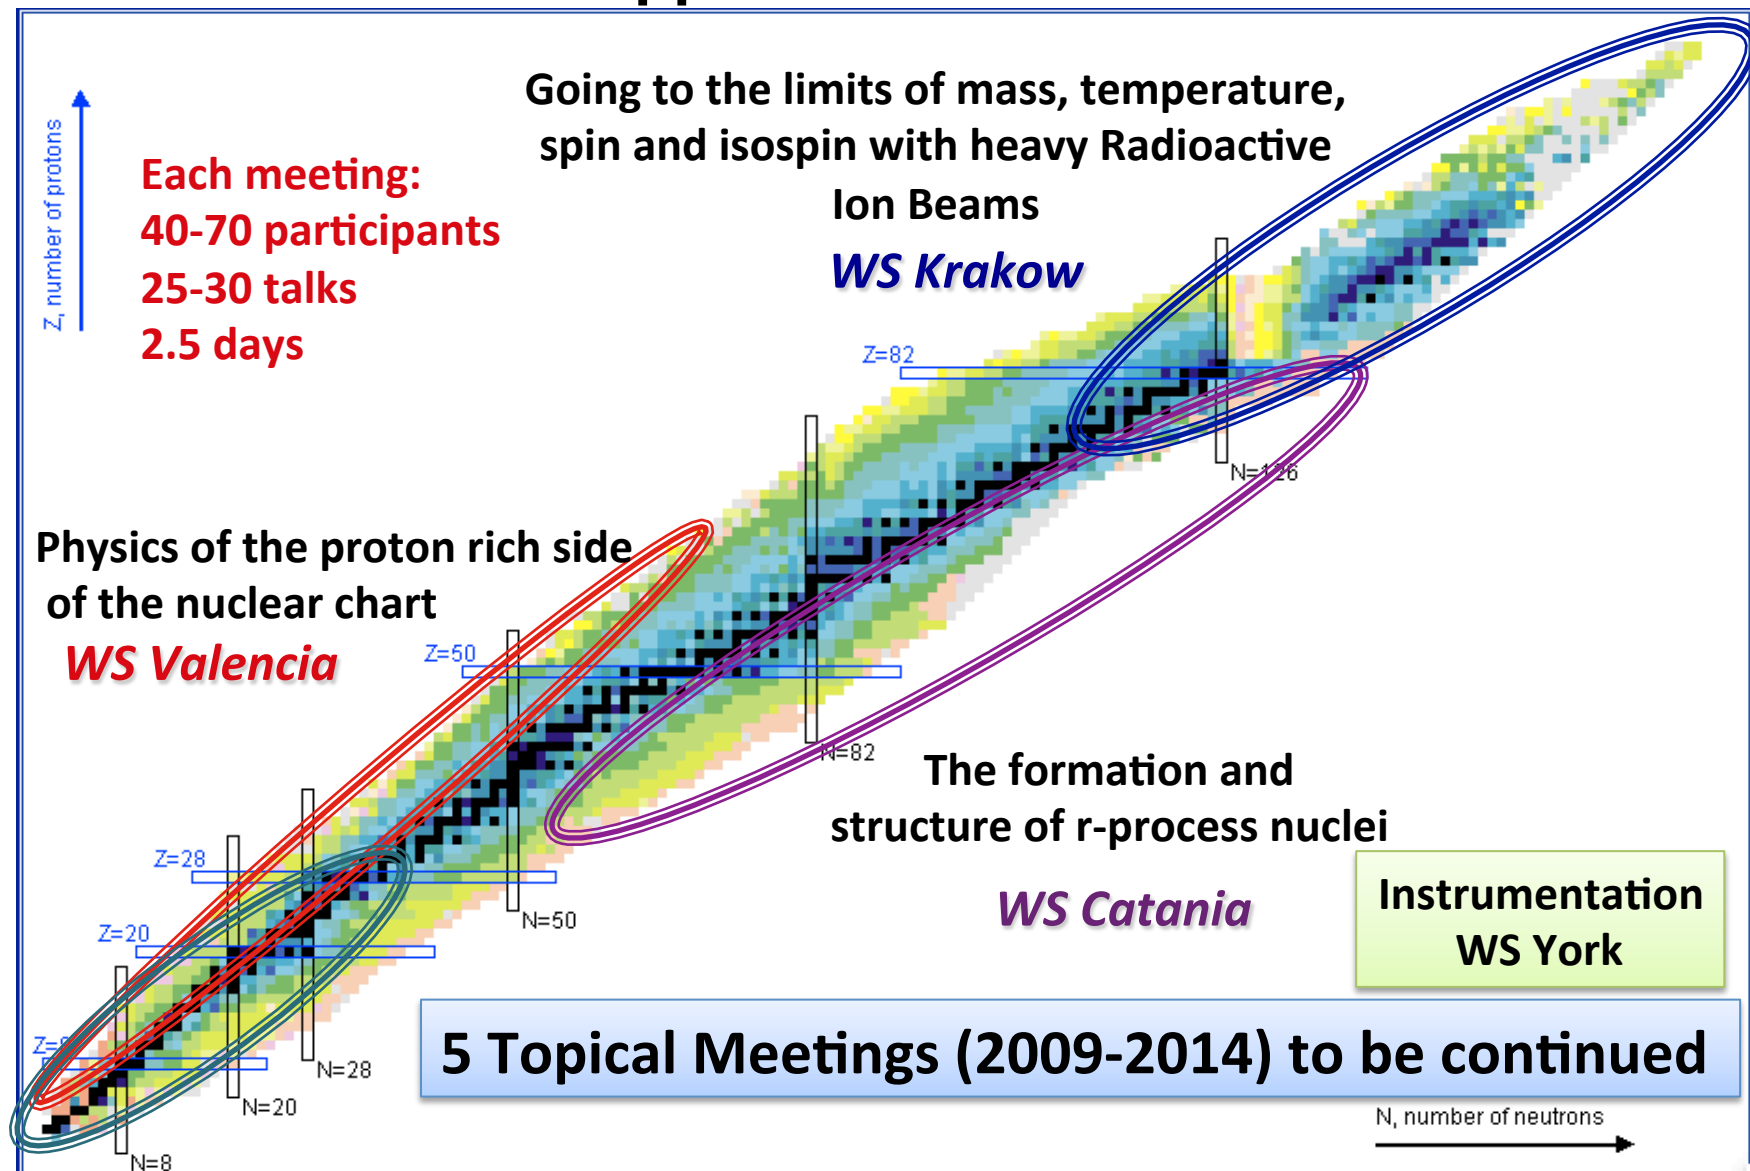 Z, number of protons
Each meeting:
40-70 participants
25-30 talks
2.5 days
Going to the limits of mass, temperature,
spin and isospin with heavy Radioactive
Ion Beams
WS Krakow
Z=82
N=126
Physics of the proton rich side
of the nuclear chart
WS Valencia
Z=50
N=82
The formation and
structure of r-process nuclei
WS Catania
Z=28
N=50
Instrumentation
WS York
Z=20
5 Topical Meetings (2009-2014) to be continued
N=28
N=20
N=8
N, number of neutrons